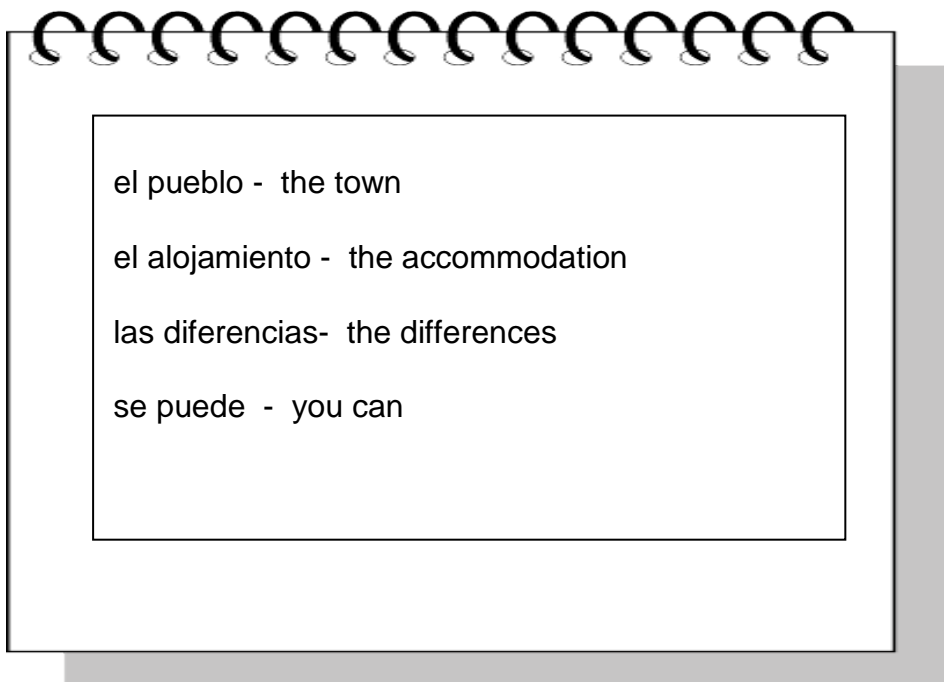 el pueblo -  the town
el alojamiento -  the accommodation
las diferencias-  the differences
se puede  -  you can